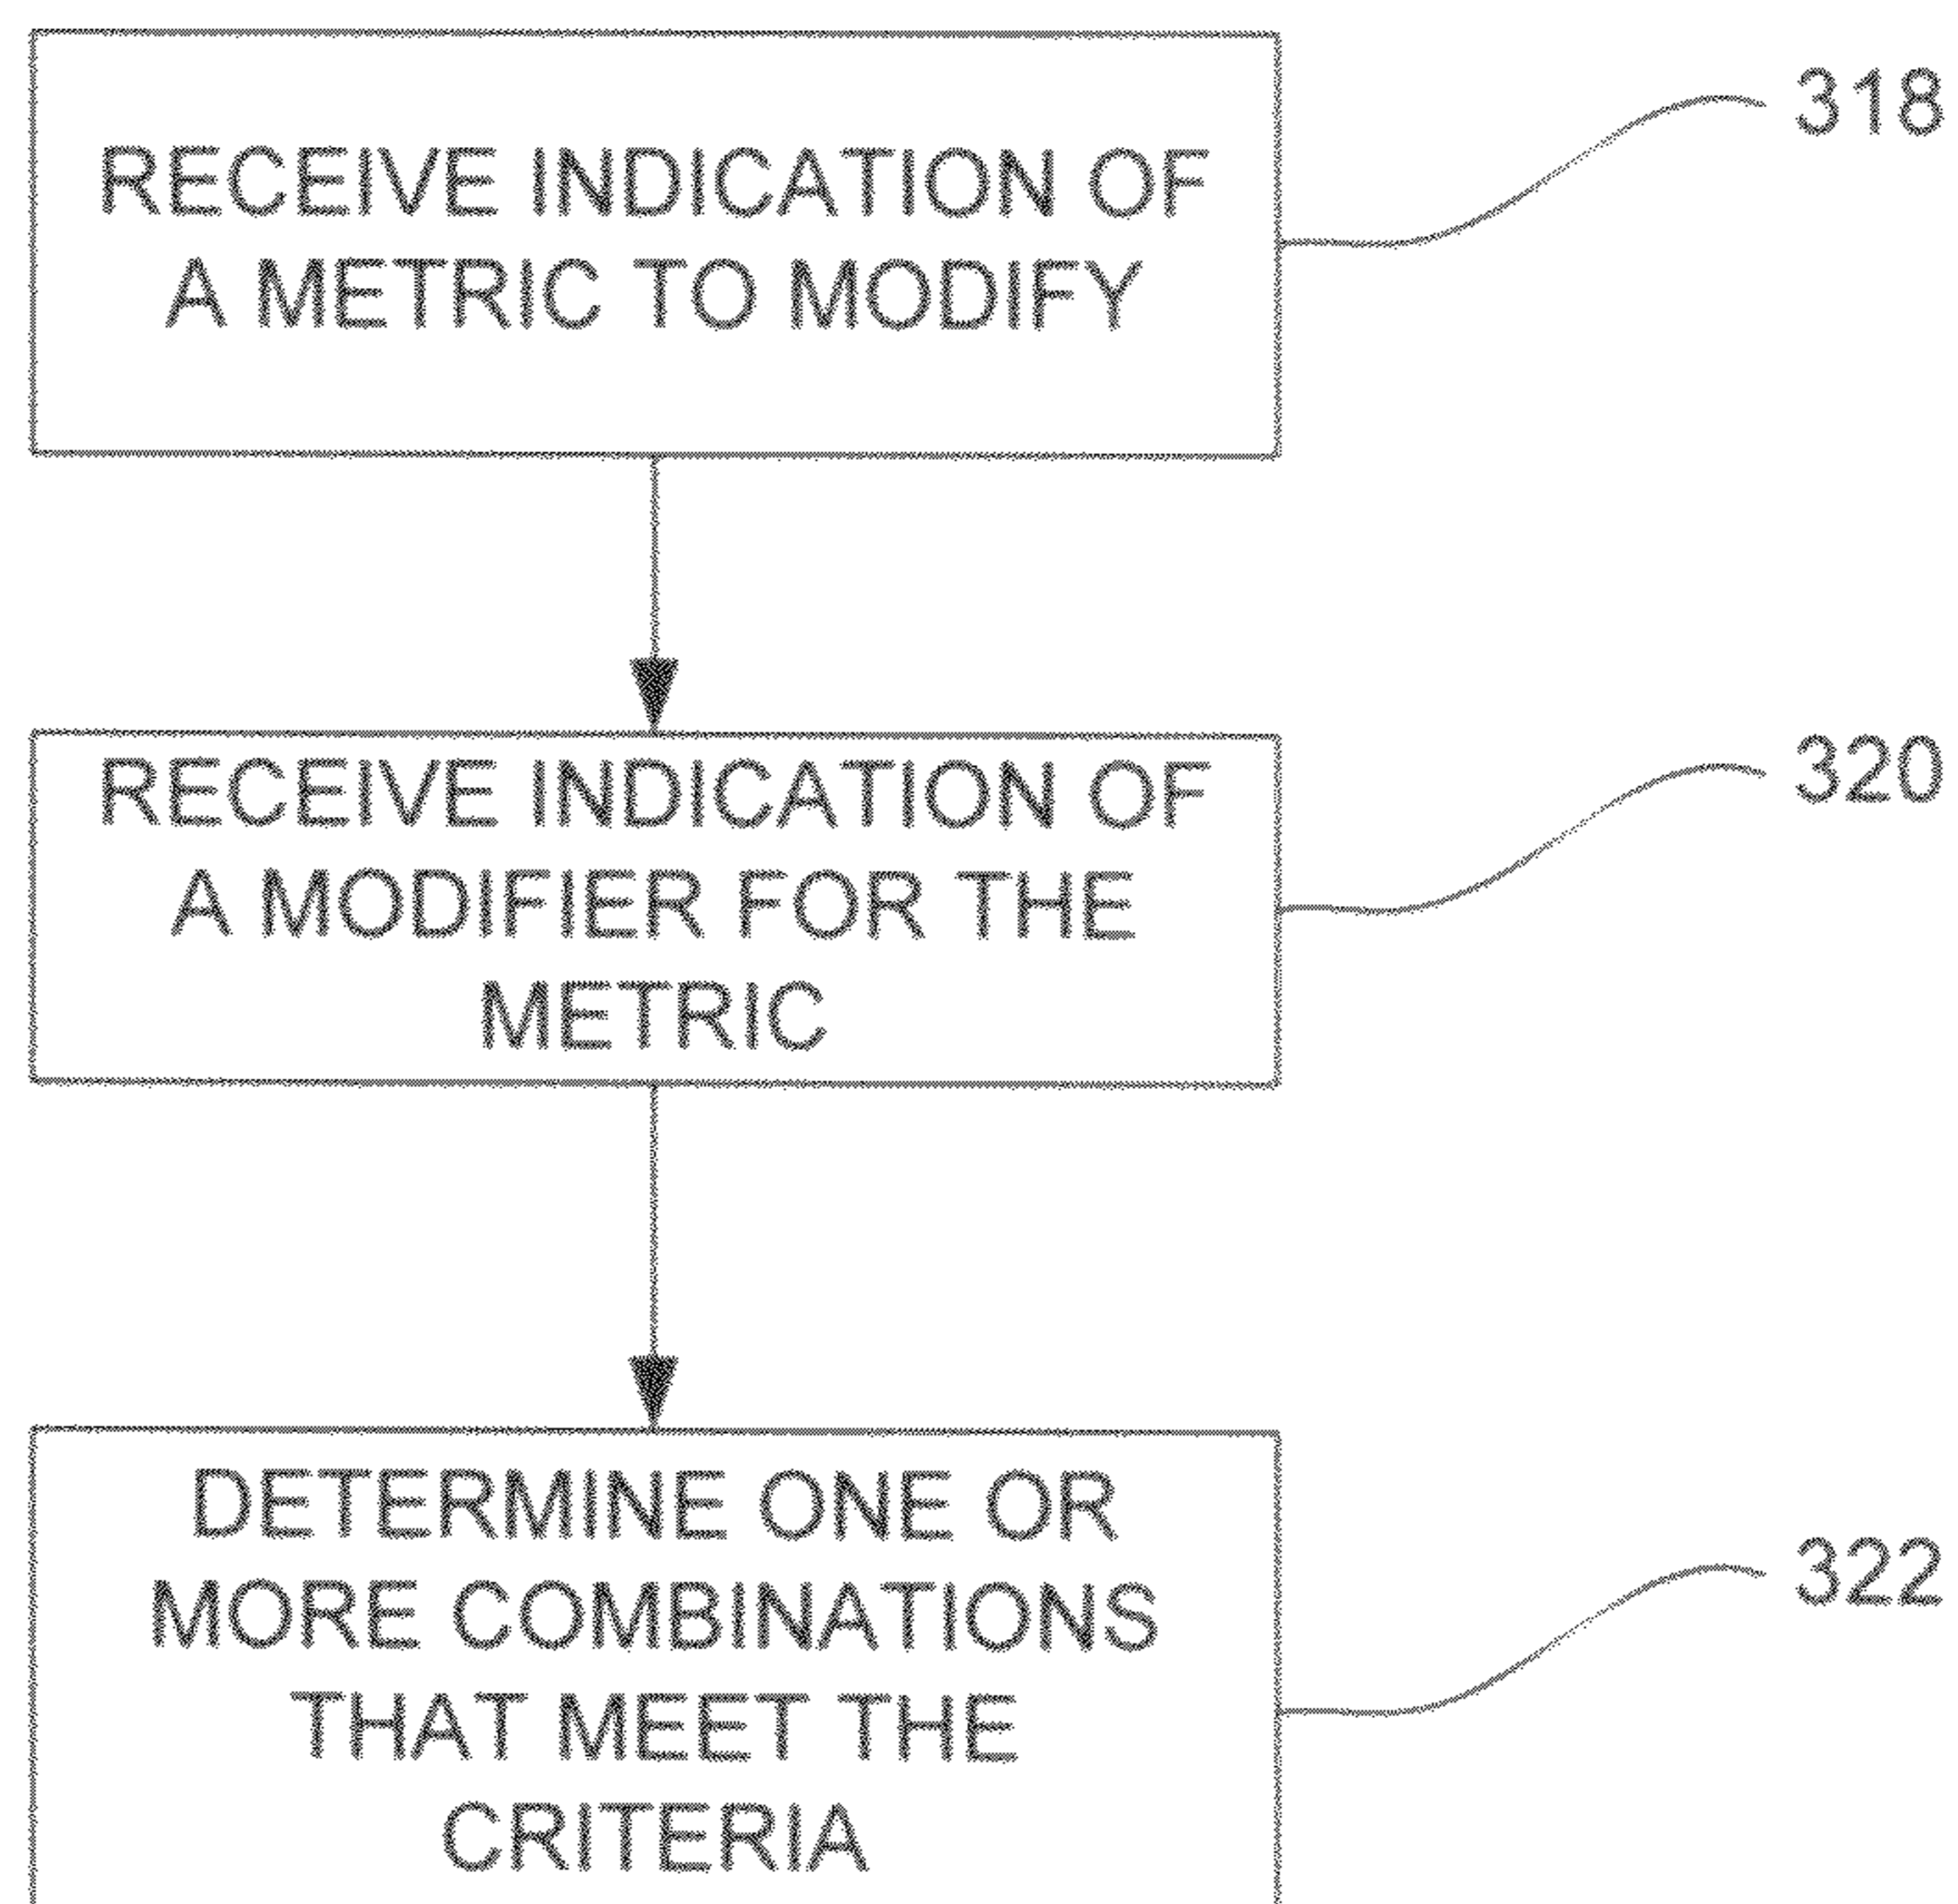 RECEIVE INDICATION OF
A METRIC TO MODIFY
318
RECEIVE INDICATION OF
A MODIFIER FOR THE
METRIC
320
DETERMINE ONE OR
MORE COMBINATIONS
THAT MEET THE
CRITERIA
322